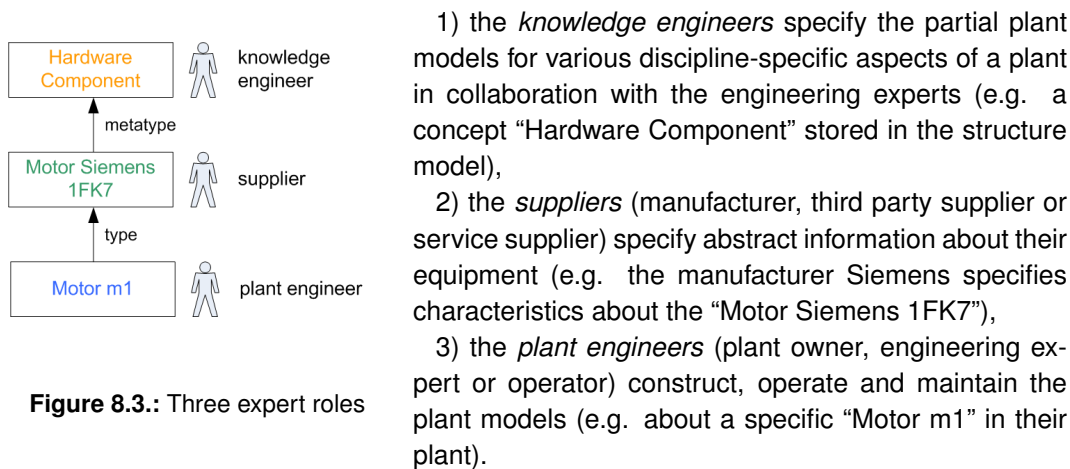 Hardware
Component
knowledge
engineer
metatype
Motor Siemens
1FK7
supplier
type
Motor m1
plant engineer
Figure 8.3.: Three expert roles
1) the knowledge engineers specify the partial plant
models for various discipline-specific aspects of a plant
in collaboration with the engineering experts (e.g. a
concept “Hardware Component” stored in the structure
model),
2) the suppliers (manufacturer, third party supplier or
service supplier) specify abstract information about their
equipment (e.g. the manufacturer Siemens specifies
characteristics about the “Motor Siemens 1FK7”),
3) the plant engineers (plant owner, engineering ex-
pert or operator) construct, operate and maintain the
plant models (e.g. about a specific “Motor m1” in their
plant).